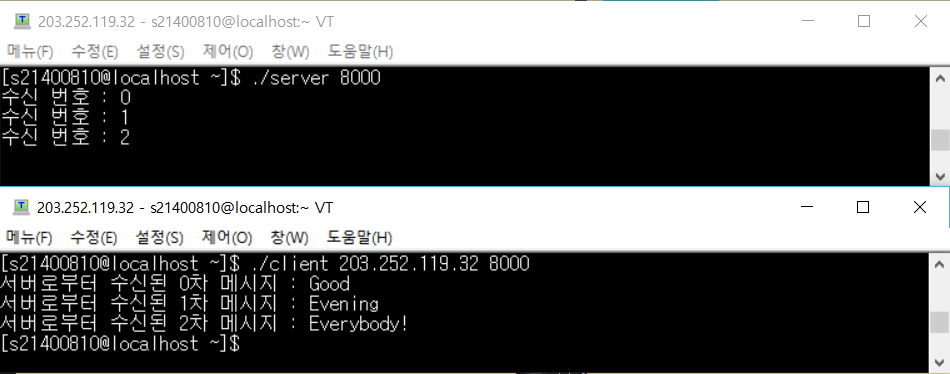 203.252.119.32 - s21400810@localhost:~ VT
메뉴(F) 수정(E) 설정(S) 제어(O) 창(W) 도움말(H)
[s21400810@localhost ~]$ ./server 8000
수신 번호 : 0
수신 번호 : 1
수신 번호 : 2
203.252.119.32 - s21400810@localhost:~ VT
메뉴(F) 수정(E) 설정(S) 제어(O) 창(W) 도움말(H)
[s21400810@localhost ~]$ ./client 203.252.119.32 8000
서버로부터 수신된 0차 메시지 : Good
서버로부터 수신된 1차 메시지 : Evening
서버로부터 수신된 2차 메시지 : Everybody!
[s21400810@localhost ~]$